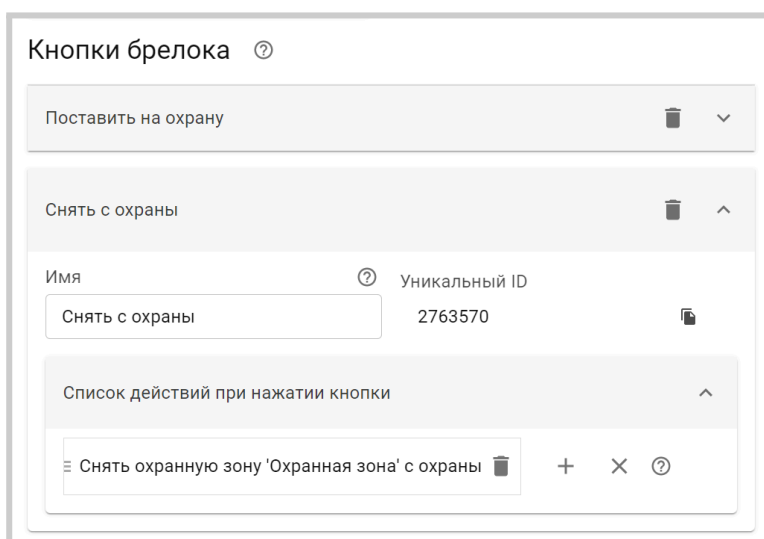 Кнопки брелока
Поставить на охрану
Снять с охраны
Имя
Уникальный ID
Снять с охраны
2763570
Список действий при нажатии кнопки
Снять охранную зону 'Охранная зона' с охраны